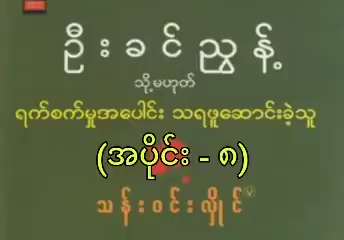 ဦးခင်ညွန့်
သို့မဟုတ်
ရက်စက်မှုအပေါင်း သရဖူဆောင်းခဲ့သူ
(အပိုင်း - ၈)
သန်းဝင်းလှိုင်